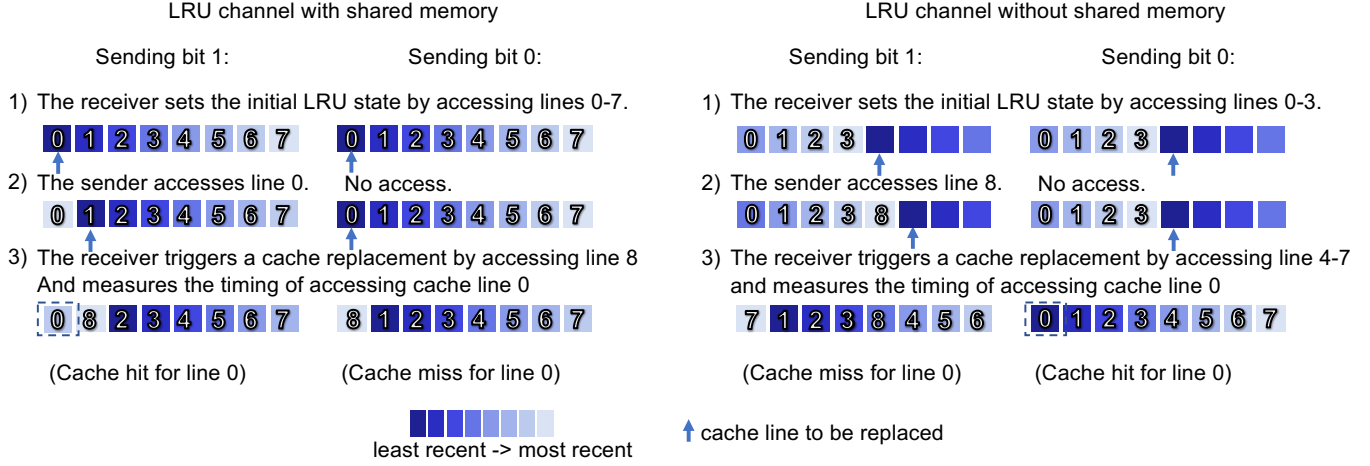 LRU channel with shared memory
Sending bit 1: Sending bit 0:
1) The receiver sets the initial LRU state by accessing lines 0-7.
0 1 2 3 4 5 6 7 0 1 2 3 4 5 6 7
2) The sender accesses line 0. No access.
0 1 2 3 4 5 6 7 0 1 2 3 4 5 6 7
3) The receiver triggers a cache replacement by accessing line 8
And measures the timing of accessing cache line 0
0 8 2 3 4 5 6 7 8 1 2 3 4 5 6 7
(Cache hit for line 0) (Cache miss for line 0)
LRU channel without shared memory
Sending bit 1: Sending bit 0:
1) The receiver sets the initial LRU state by accessing lines 0-3.
0 1 2 3 0 1 2 3
2) The sender accesses line 8. No access.
0 1 2 3 8 0 1 2 3
3) The receiver triggers a cache replacement by accessing line 4-7
and measures the timing of accessing cache line 0
7 1 2 3 8 4 5 6 0 1 2 3 4 5 6 7
(Cache miss for line 0) (Cache hit for line 0)
least recent -> most recent
cache line to be replaced